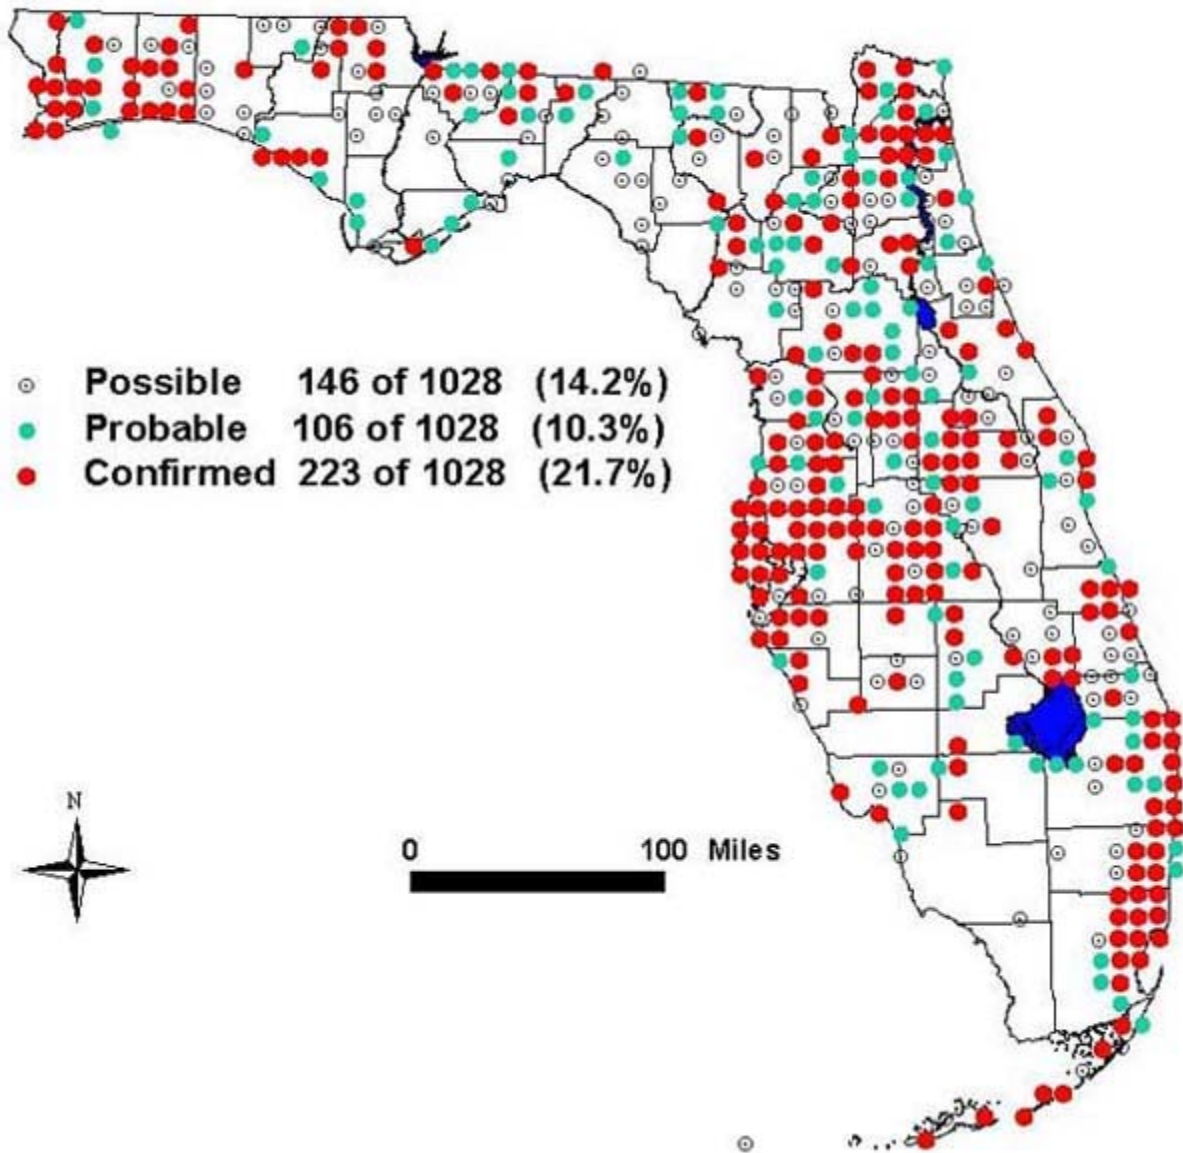 Possible 146 of 1028 (14.2%)
Probable 106 of 1028 (10.3%)
Confirmed 223 of 1028 (21.7%)
N
0 100 Miles